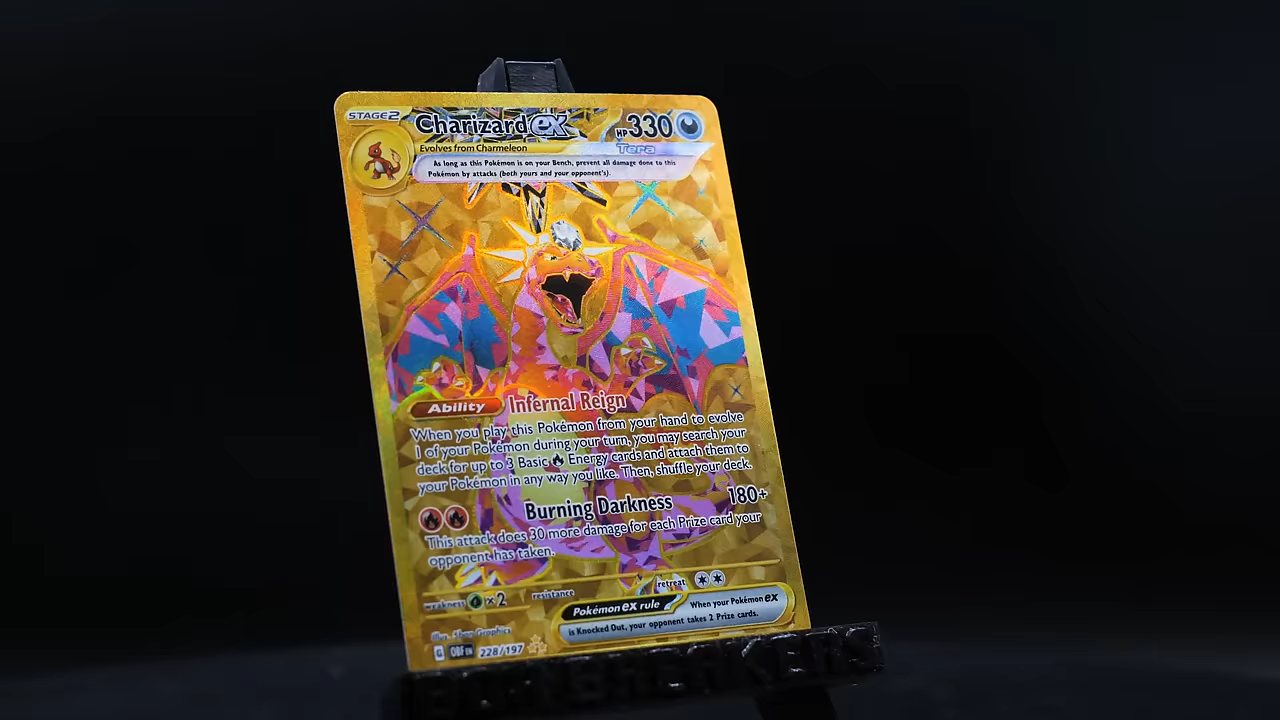 STAGE2 Charizard ex HP330
Evolves from Charmeleon
Tera
As long as this Pokémon is on your Bench, prevent all damage done to this
Pokémon by attacks (both yours and your opponent's).
Ability Infernal Reign
When you play this Pokémon from your hand to evolve
1 of your Pokémon during your turn, you may search your
deck for up to 3 Basic Energy cards and attach them to
your Pokémon in any way you like. Then, shuffle your deck.
Burning Darkness 180+
This attack does 30 more damage for each Prize card your
opponent has taken.
weakness ×2 resistance retreat
Pokémon ex rule When your Pokémon ex
is Knocked Out, your opponent takes 2 Prize cards.
Illus. 5ban Graphics
G OBF EN 228/197